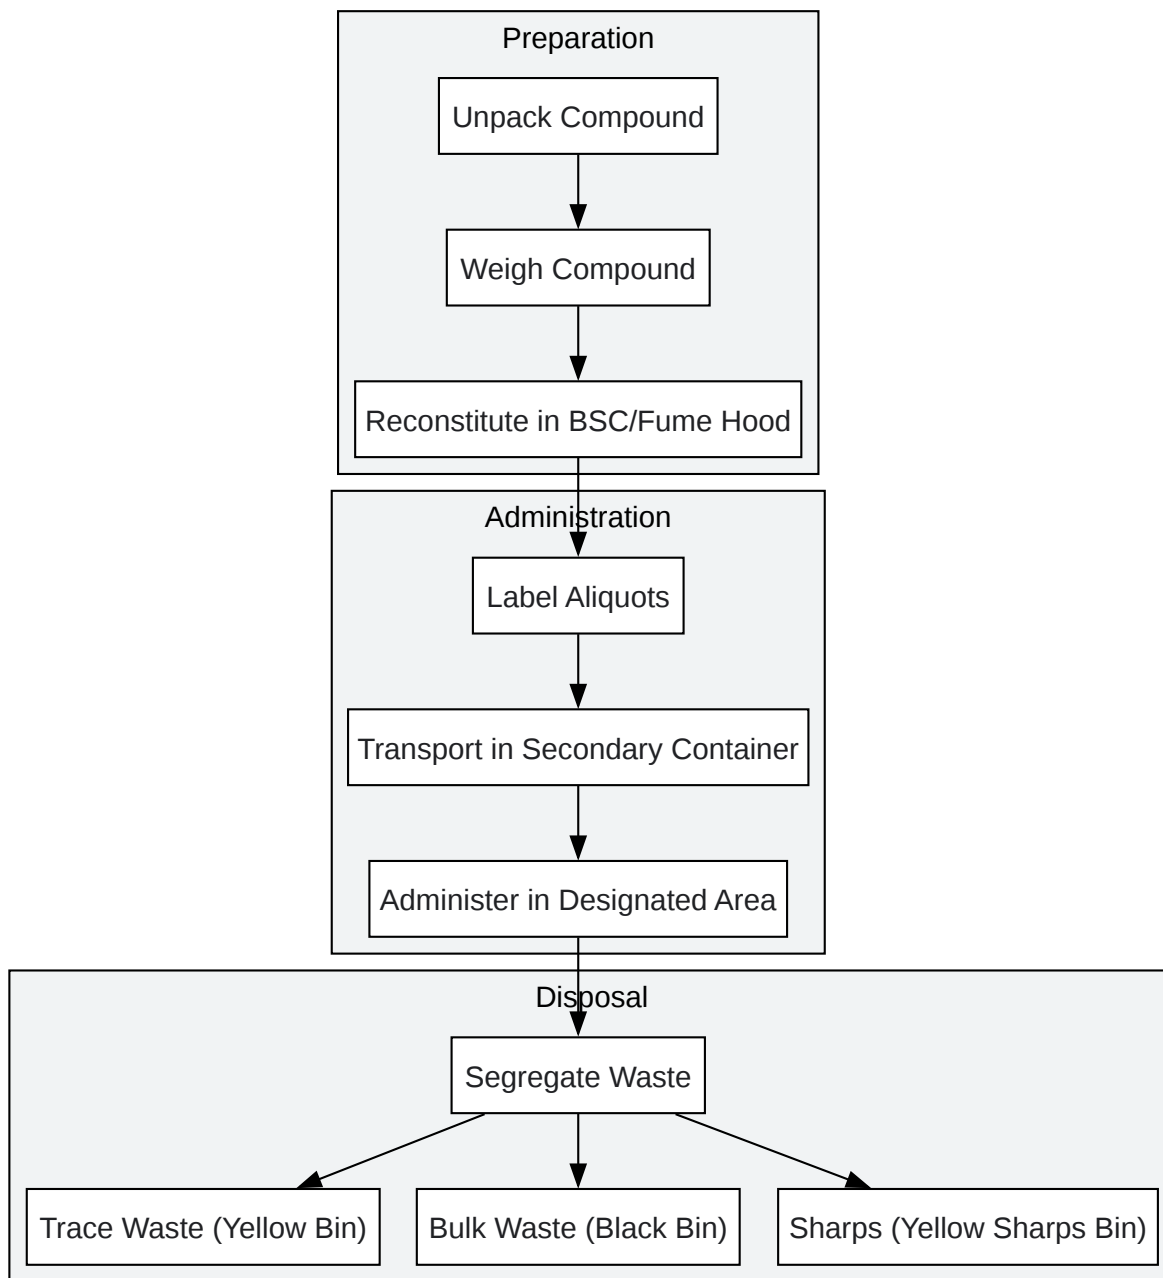 Preparation
Unpack Compound
Weigh Compound
Reconstitute in BSC/Fume Hood
Administration
Label Aliquots
Transport in Secondary Container
Administer in Designated Area
Disposal
Segregate Waste
Trace Waste (Yellow Bin)
Bulk Waste (Black Bin)
Sharps (Yellow Sharps Bin)